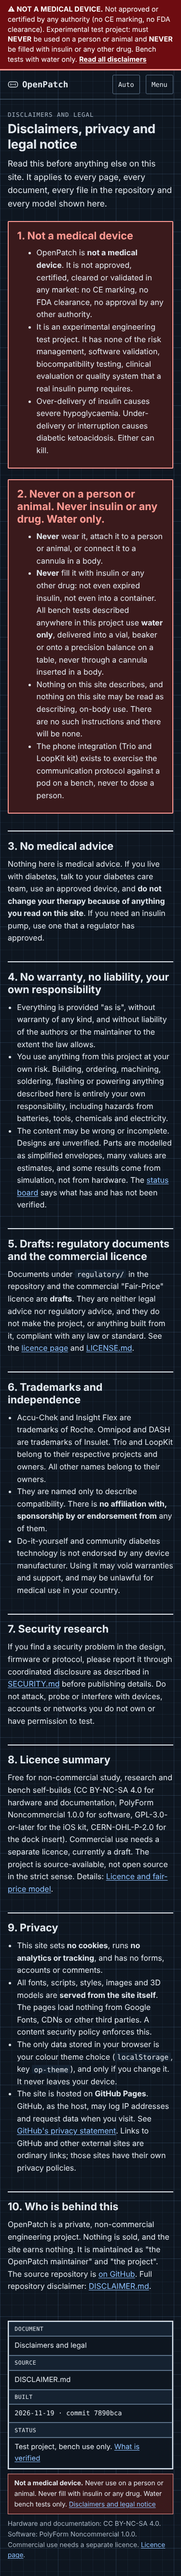 ⚠ NOT A MEDICAL DEVICE. Not approved or
certified by any authority (no CE marking, no FDA
clearance). Experimental test project: must
NEVER be used on a person or animal and NEVER
be filled with insulin or any other drug. Bench
tests with water only. Read all disclaimers
OpenPatch
Auto
Menu
DISCLAIMERS AND LEGAL
Disclaimers, privacy and
legal notice
Read this before anything else on this
site. It applies to every page, every
document, every file in the repository and
every model shown here.
1. Not a medical device
• OpenPatch is not a medical
device. It is not approved,
certified, cleared or validated in
any market: no CE marking, no
FDA clearance, no approval by any
other authority.
• It is an experimental engineering
test project. It has none of the risk
management, software validation,
biocompatibility testing, clinical
evaluation or quality system that a
real insulin pump requires.
• Over-delivery of insulin causes
severe hypoglycaemia. Under-
delivery or interruption causes
diabetic ketoacidosis. Either can
kill.
2. Never on a person or
animal. Never insulin or any
drug. Water only.
• Never wear it, attach it to a person
or animal, or connect it to a
cannula in a body.
• Never fill it with insulin or any
other drug: not even expired
insulin, not even into a container.
All bench tests described
anywhere in this project use water
only, delivered into a vial, beaker
or onto a precision balance on a
table, never through a cannula
inserted in a body.
• Nothing on this site describes, and
nothing on this site may be read as
describing, on-body use. There
are no such instructions and there
will be none.
• The phone integration (Trio and
LoopKit kit) exists to exercise the
communication protocol against a
pod on a bench, never to dose a
person.
3. No medical advice
Nothing here is medical advice. If you live
with diabetes, talk to your diabetes care
team, use an approved device, and do not
change your therapy because of anything
you read on this site. If you need an insulin
pump, use one that a regulator has
approved.
4. No warranty, no liability, your
own responsibility
• Everything is provided "as is", without
warranty of any kind, and without liability
of the authors or the maintainer to the
extent the law allows.
• You use anything from this project at your
own risk. Building, ordering, machining,
soldering, flashing or powering anything
described here is entirely your own
responsibility, including hazards from
batteries, tools, chemicals and electricity.
• The content may be wrong or incomplete.
Designs are unverified. Parts are modelled
as simplified envelopes, many values are
estimates, and some results come from
simulation, not from hardware. The status
board says what has and has not been
verified.
5. Drafts: regulatory documents
and the commercial licence
Documents under regulatory/ in the
repository and the commercial "Fair-Price"
licence are drafts. They are not legal
advice nor regulatory advice, and they do
not make the project, or anything built from
it, compliant with any law or standard. See
the licence page and LICENSE.md.
6. Trademarks and
independence
• Accu-Chek and Insight Flex are
trademarks of Roche. Omnipod and DASH
are trademarks of Insulet. Trio and LoopKit
belong to their respective projects and
owners. All other names belong to their
owners.
• They are named only to describe
compatibility. There is no affiliation with,
sponsorship by or endorsement from any
of them.
• Do-it-yourself and community diabetes
technology is not endorsed by any device
manufacturer. Using it may void warranties
and support, and may be unlawful for
medical use in your country.
7. Security research
If you find a security problem in the design,
firmware or protocol, please report it through
coordinated disclosure as described in
SECURITY.md before publishing details. Do
not attack, probe or interfere with devices,
accounts or networks you do not own or
have permission to test.
8. Licence summary
Free for non-commercial study, research and
bench self-builds (CC BY-NC-SA 4.0 for
hardware and documentation, PolyForm
Noncommercial 1.0.0 for software, GPL-3.0-
or-later for the iOS kit, CERN-OHL-P-2.0 for
the dock insert). Commercial use needs a
separate licence, currently a draft. The
project is source-available, not open source
in the strict sense. Details: Licence and fair-
price model.
9. Privacy
• This site sets no cookies, runs no
analytics or tracking, and has no forms,
accounts or comments.
• All fonts, scripts, styles, images and 3D
models are served from the site itself.
The pages load nothing from Google
Fonts, CDNs or other third parties. A
content security policy enforces this.
• The only data stored in your browser is
your colour theme choice (localStorage,
key op-theme), and only if you change it.
It never leaves your device.
• The site is hosted on GitHub Pages.
GitHub, as the host, may log IP addresses
and request data when you visit. See
GitHub's privacy statement. Links to
GitHub and other external sites are
ordinary links; those sites have their own
privacy policies.
10. Who is behind this
OpenPatch is a private, non-commercial
engineering project. Nothing is sold, and the
site earns nothing. It is maintained as "the
OpenPatch maintainer" and "the project".
The source repository is on GitHub. Full
repository disclaimer: DISCLAIMER.md.
DOCUMENT
Disclaimers and legal
SOURCE
DISCLAIMER.md
BUILT
2026-11-19 · commit 7890bca
STATUS
Test project, bench use only. What is
verified
Not a medical device. Never use on a person or
animal. Never fill with insulin or any drug. Water
bench tests only. Disclaimers and legal notice
Hardware and documentation: CC BY-NC-SA 4.0.
Software: PolyForm Noncommercial 1.0.0.
Commercial use needs a separate licence. Licence
page.